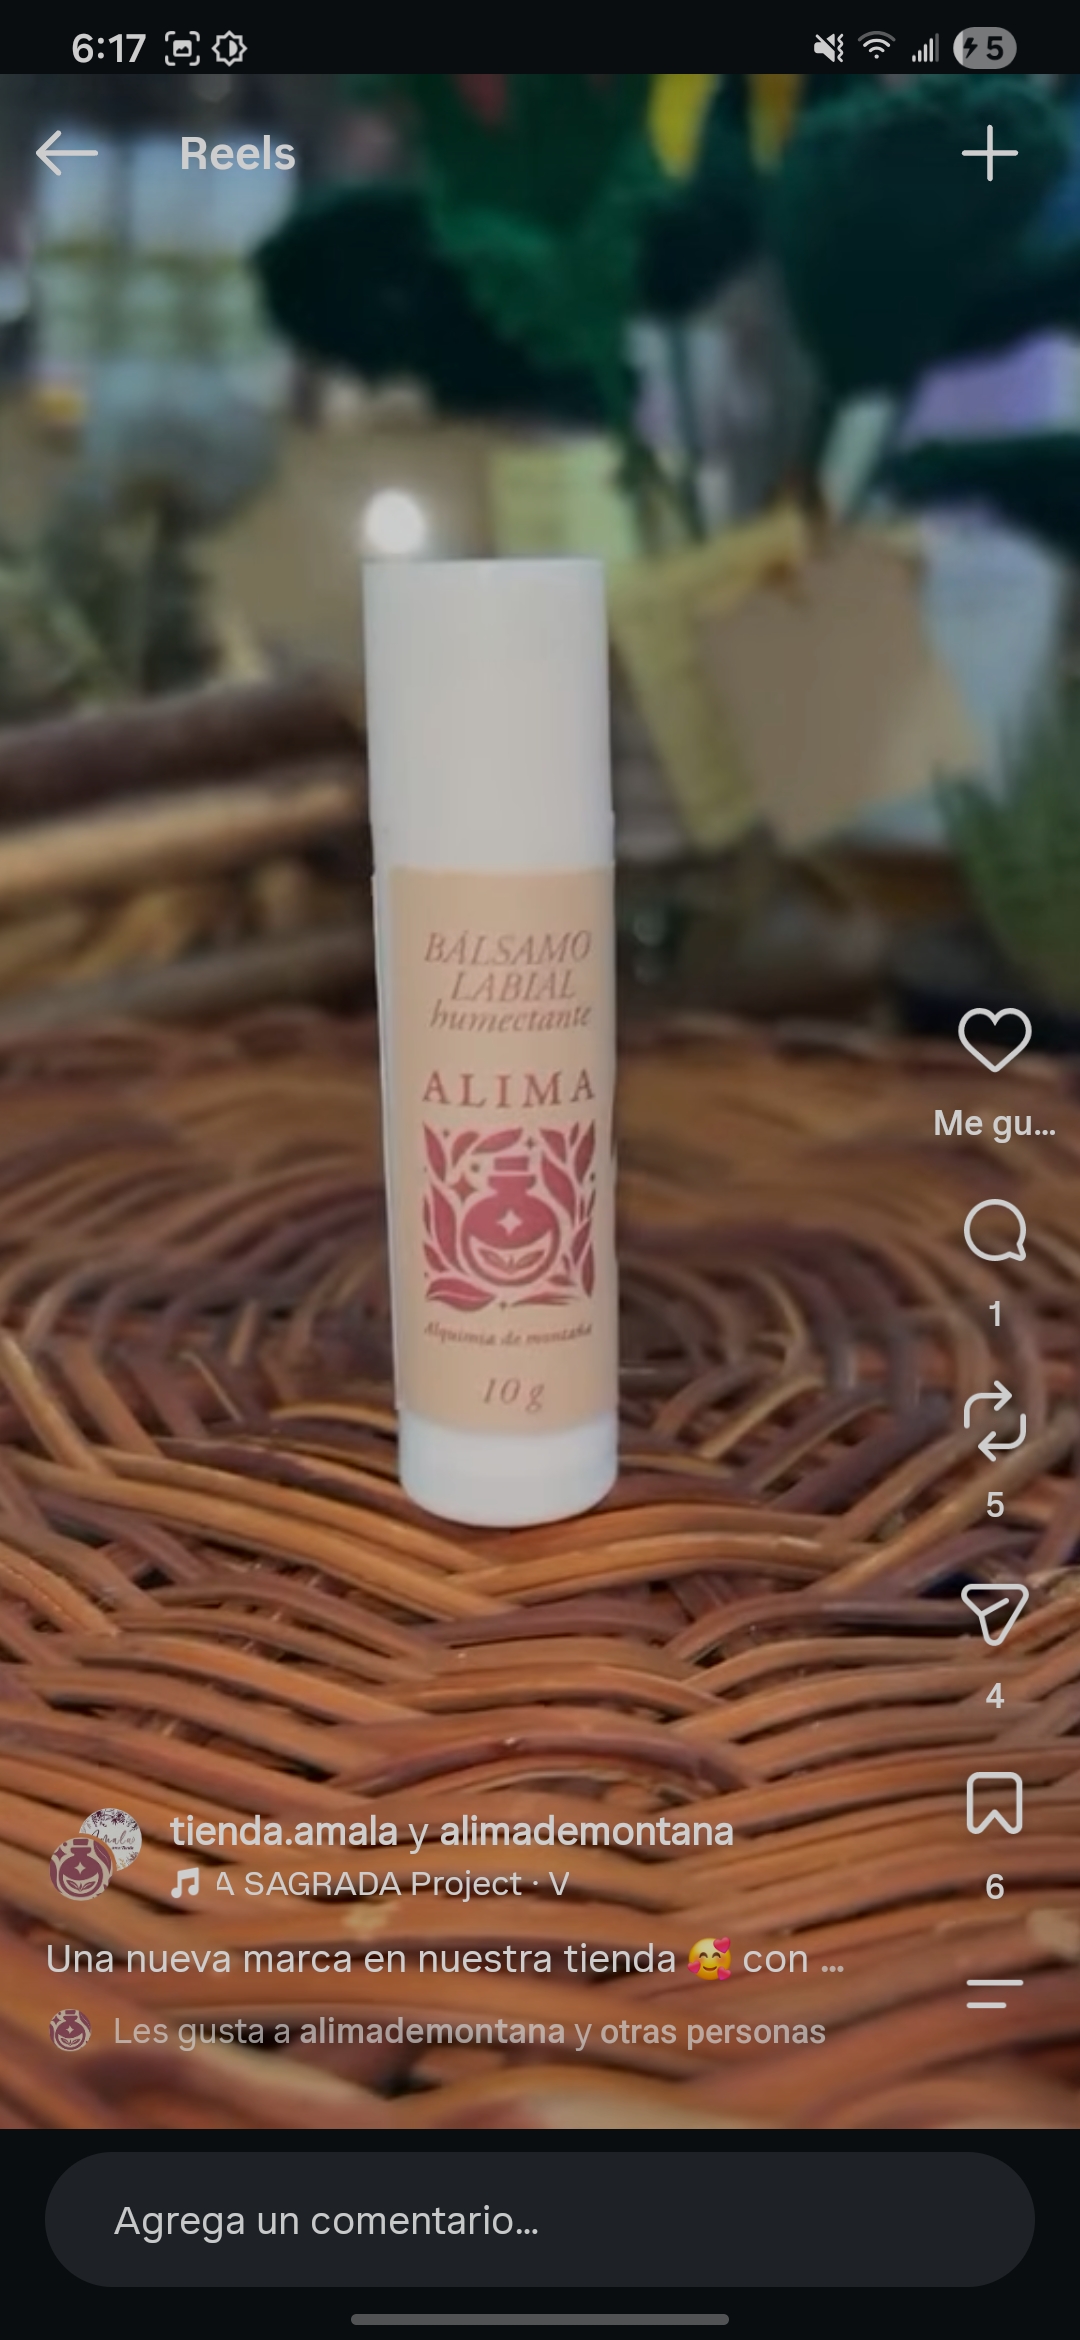 6:17
5
Reels
BÁLSAMO
LABIAL
humectante
ALIMA
Alquimia de montaña
10 g
Me gu...
1
5
4
6
tienda.amala y alimademontana
A SAGRADA Project · V
Una nueva marca en nuestra tienda 🥰 con ...
Les gusta a alimademontana y otras personas
Agrega un comentario...